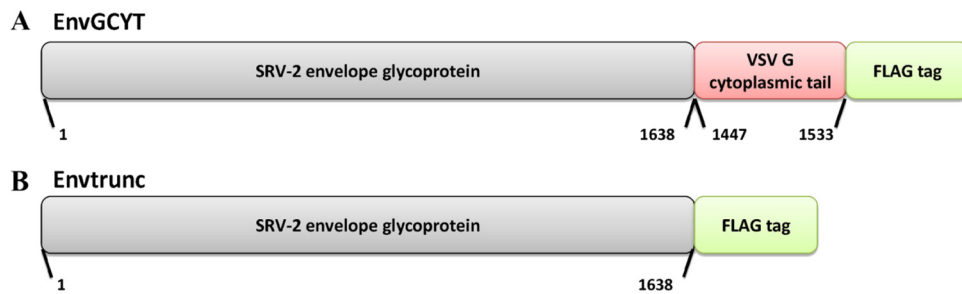 A EnvGCYT
SRV-2 envelope glycoprotein
VSV G
cytoplasmic tail
FLAG tag
1
1638
1447
1533
B Envtrunc
SRV-2 envelope glycoprotein
FLAG tag
1
1638